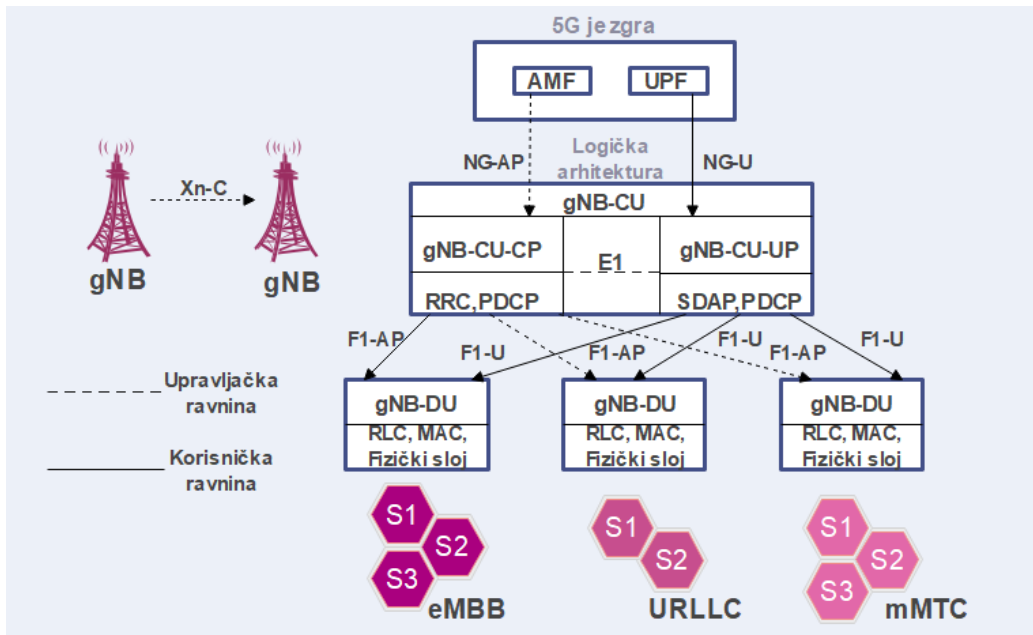 5G jezgra
AMF
UPF
NG-AP
Logička
arhitektura
NG-U
Xn-C
gNB
gNB
gNB-CU
gNB-CU-CP
E1
gNB-CU-UP
RRC,PDCP
SDAP,PDCP
F1-AP
F1-U
F1-AP
F1-U
F1-AP
F1-U
Upravljačka
ravnina
Korisnička
ravnina
gNB-DU
RLC, MAC,
Fizički sloj
gNB-DU
RLC, MAC,
Fizički sloj
gNB-DU
RLC, MAC,
Fizički sloj
S1
S2
S3
eMBB
S1
S2
URLLC
S1
S2
S3
mMTC